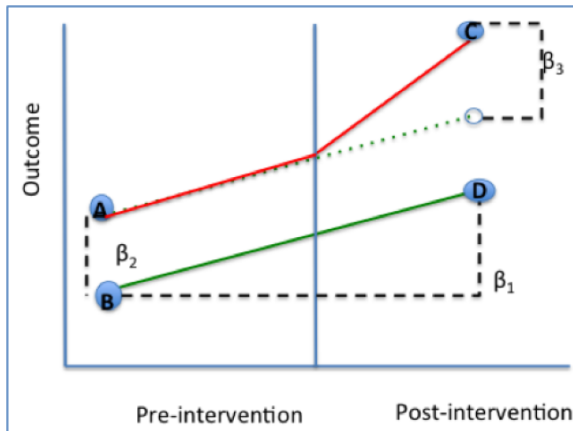 C
β3
Outcome
A
D
β2
B
β1
Pre-intervention
Post-intervention